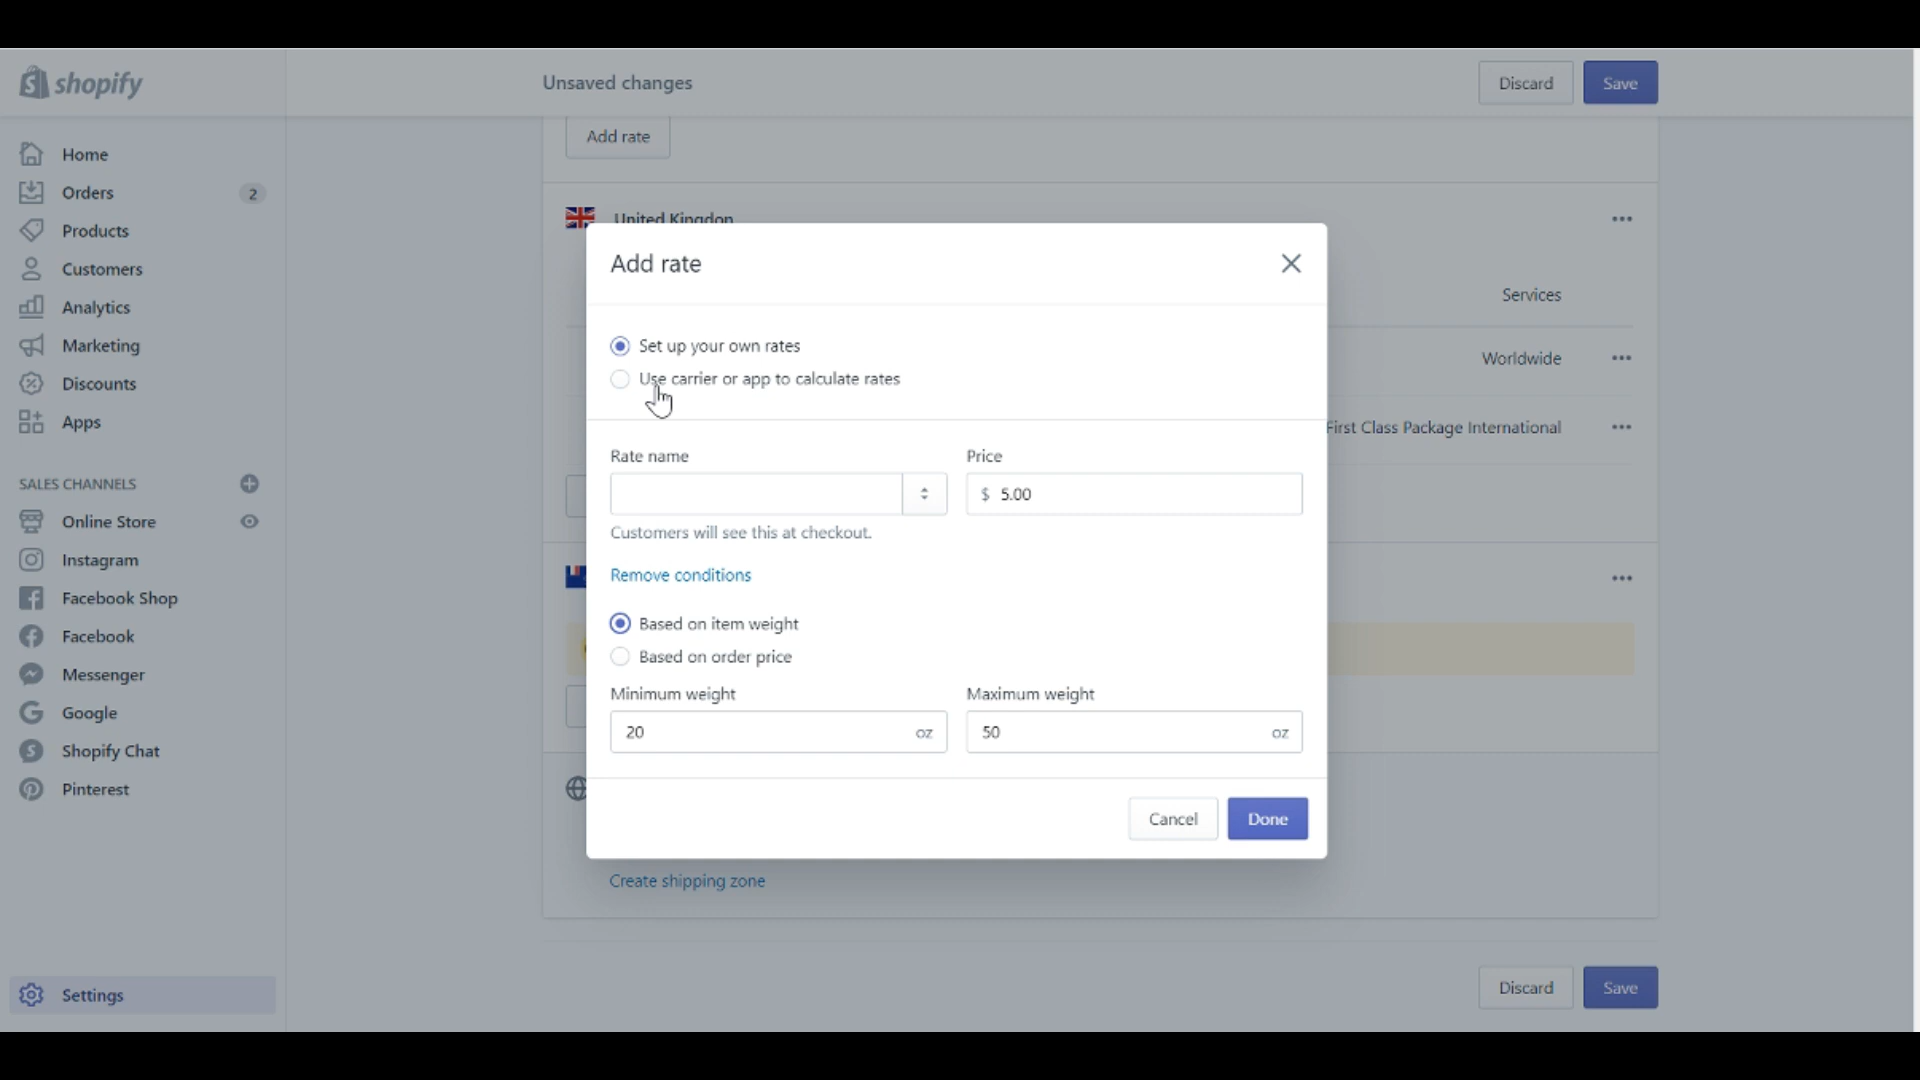 shopify
Unsaved changes
Discard
Save
Home
Orders
2
Products
Customers
Analytics
Marketing
Discounts
Apps
SALES CHANNELS
Online Store
Instagram
Facebook Shop
Facebook
Messenger
Google
Shopify Chat
Pinterest
Settings
Add rate
United Kingdon
Services
Worldwide
First Class Package International
Add rate
Set up your own rates
Use carrier or app to calculate rates
Rate name
Price
$ 5.00
Customers will see this at checkout.
Remove conditions
Based on item weight
Based on order price
Minimum weight
Maximum weight
20 oz
50 oz
Cancel
Done
Create shipping zone
Discard
Save